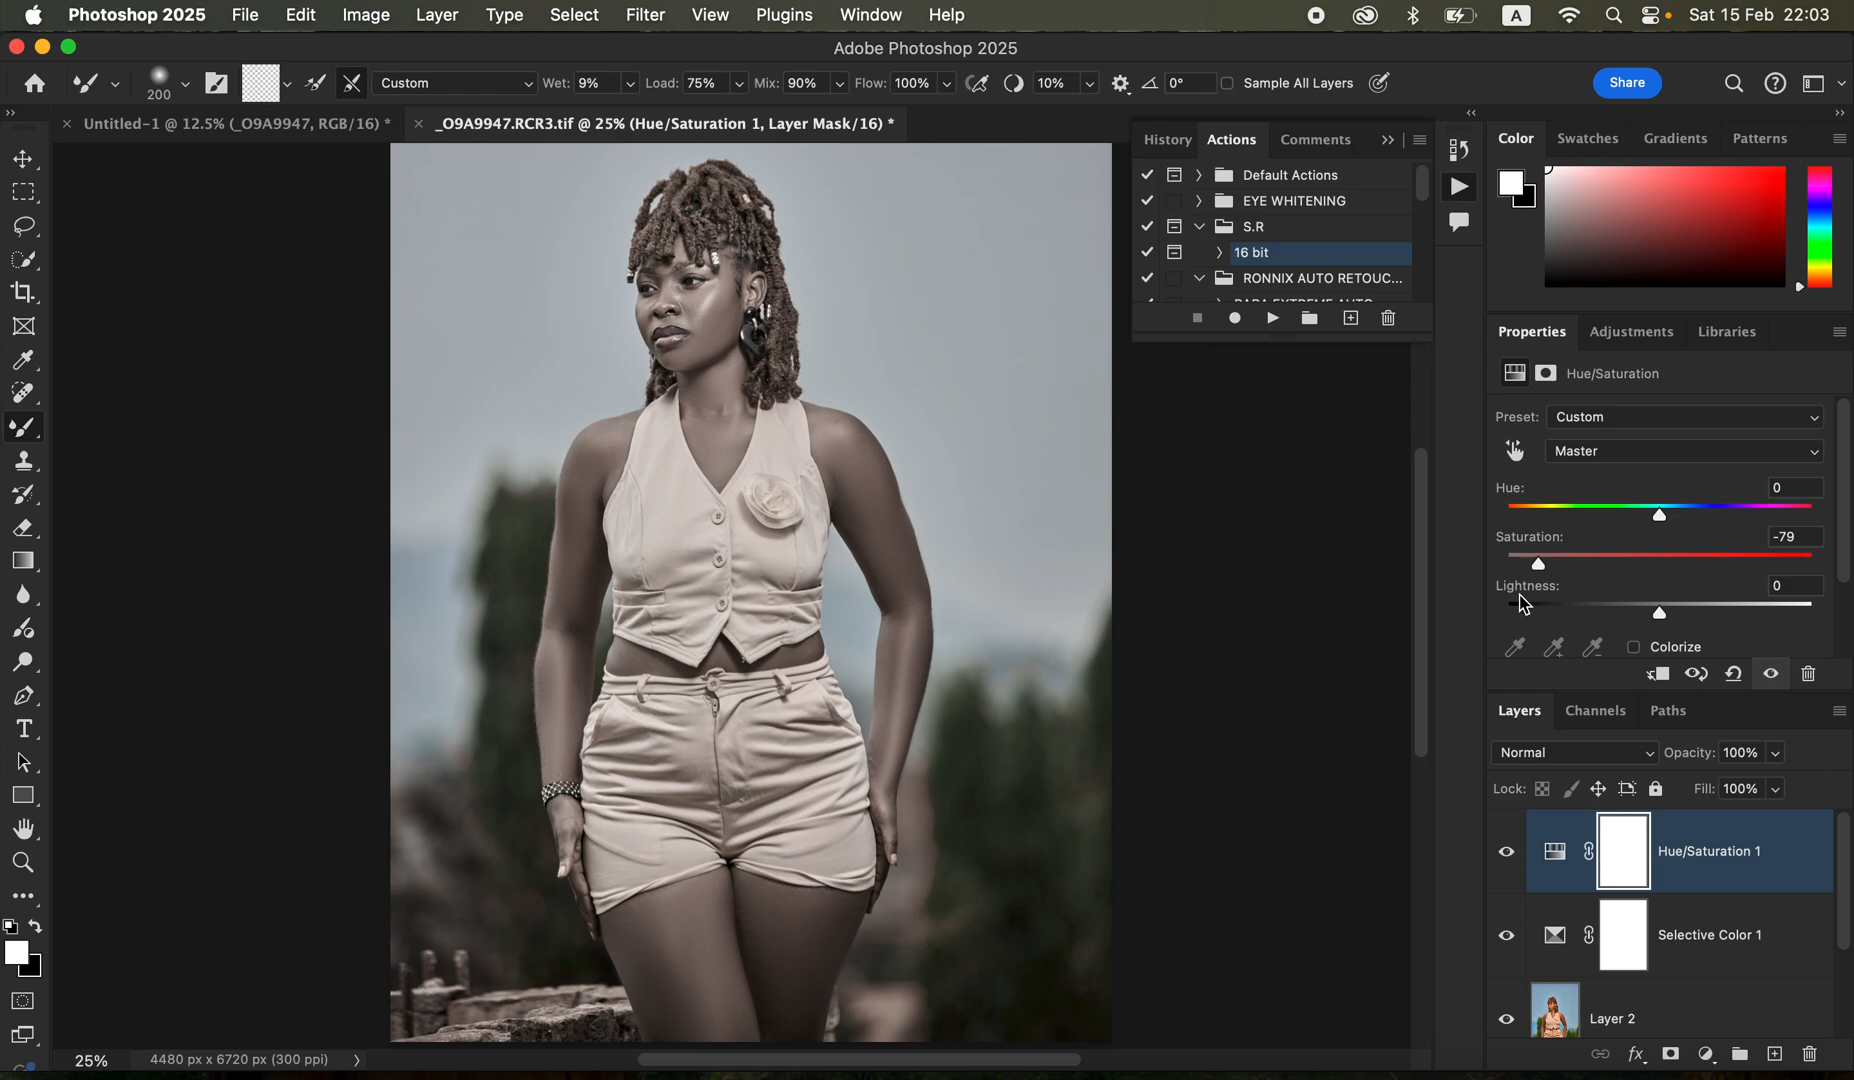 Photoshop 2025 File Edit Image Layer Type Select Filter View Plugins Window Help A Sat 15 Feb 22:03
Adobe Photoshop 2025
200 Custom Wet: 9% Load: 75% Mix: 90% Flow: 100% 10% 0° Sample All Layers Share
Untitled-1 @ 12.5% (_O9A9947, RGB/16) * _O9A9947.RCR3.tif @ 25% (Hue/Saturation 1, Layer Mask/16) *
History Actions Comments
Default Actions
EYE WHITENING
S.R
16 bit
RONNIX AUTO RETOUC...
Color Swatches Gradients Patterns
Properties Adjustments Libraries
Hue/Saturation
Preset: Custom
Master
Hue: 0
Saturation: -79
Lightness: 0
Colorize
Layers Channels Paths
Normal Opacity: 100%
Lock: Fill: 100%
Hue/Saturation 1
Selective Color 1
Layer 2
25% 4480 px x 6720 px (300 ppi)